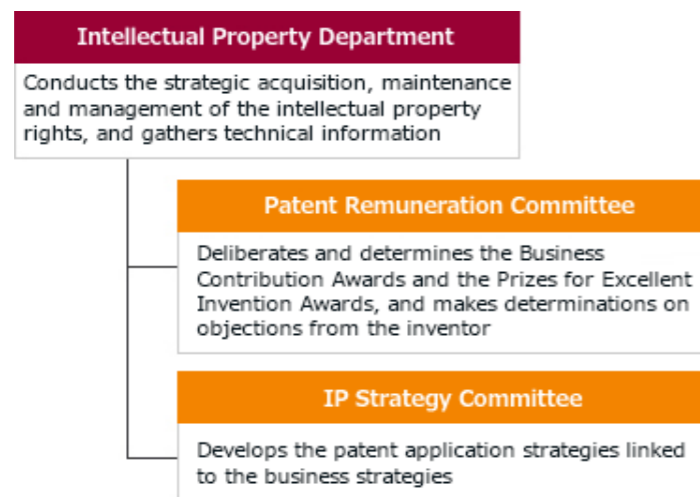 Intellectual Property Department
Conducts the strategic acquisition, maintenance
and management of the intellectual property
rights, and gathers technical information
Patent Remuneration Committee
Deliberates and determines the Business
Contribution Awards and the Prizes for Excellent
Invention Awards, and makes determinations on
objections from the inventor
IP Strategy Committee
Develops the patent application strategies linked
to the business strategies